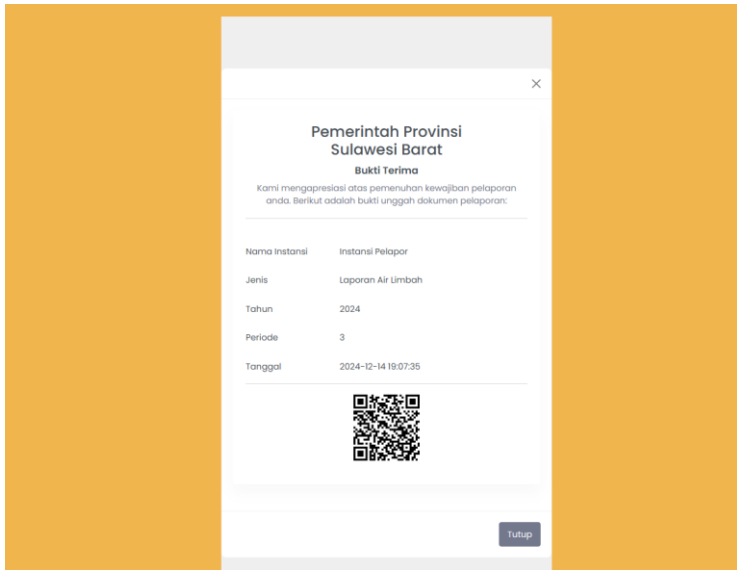 Pemerintah Provinsi
Sulawesi Barat
Bukti Terima
Kami mengapresiasi atas pemenuhan kewajiban pelaporan
anda. Berikut adalah bukti unggah dokumen pelaporan:
Nama Instansi Instansi Pelapor
Jenis Laporan Air Limbah
Tahun 2024
Periode 3
Tanggal 2024-12-14 19:07:35
Tutup